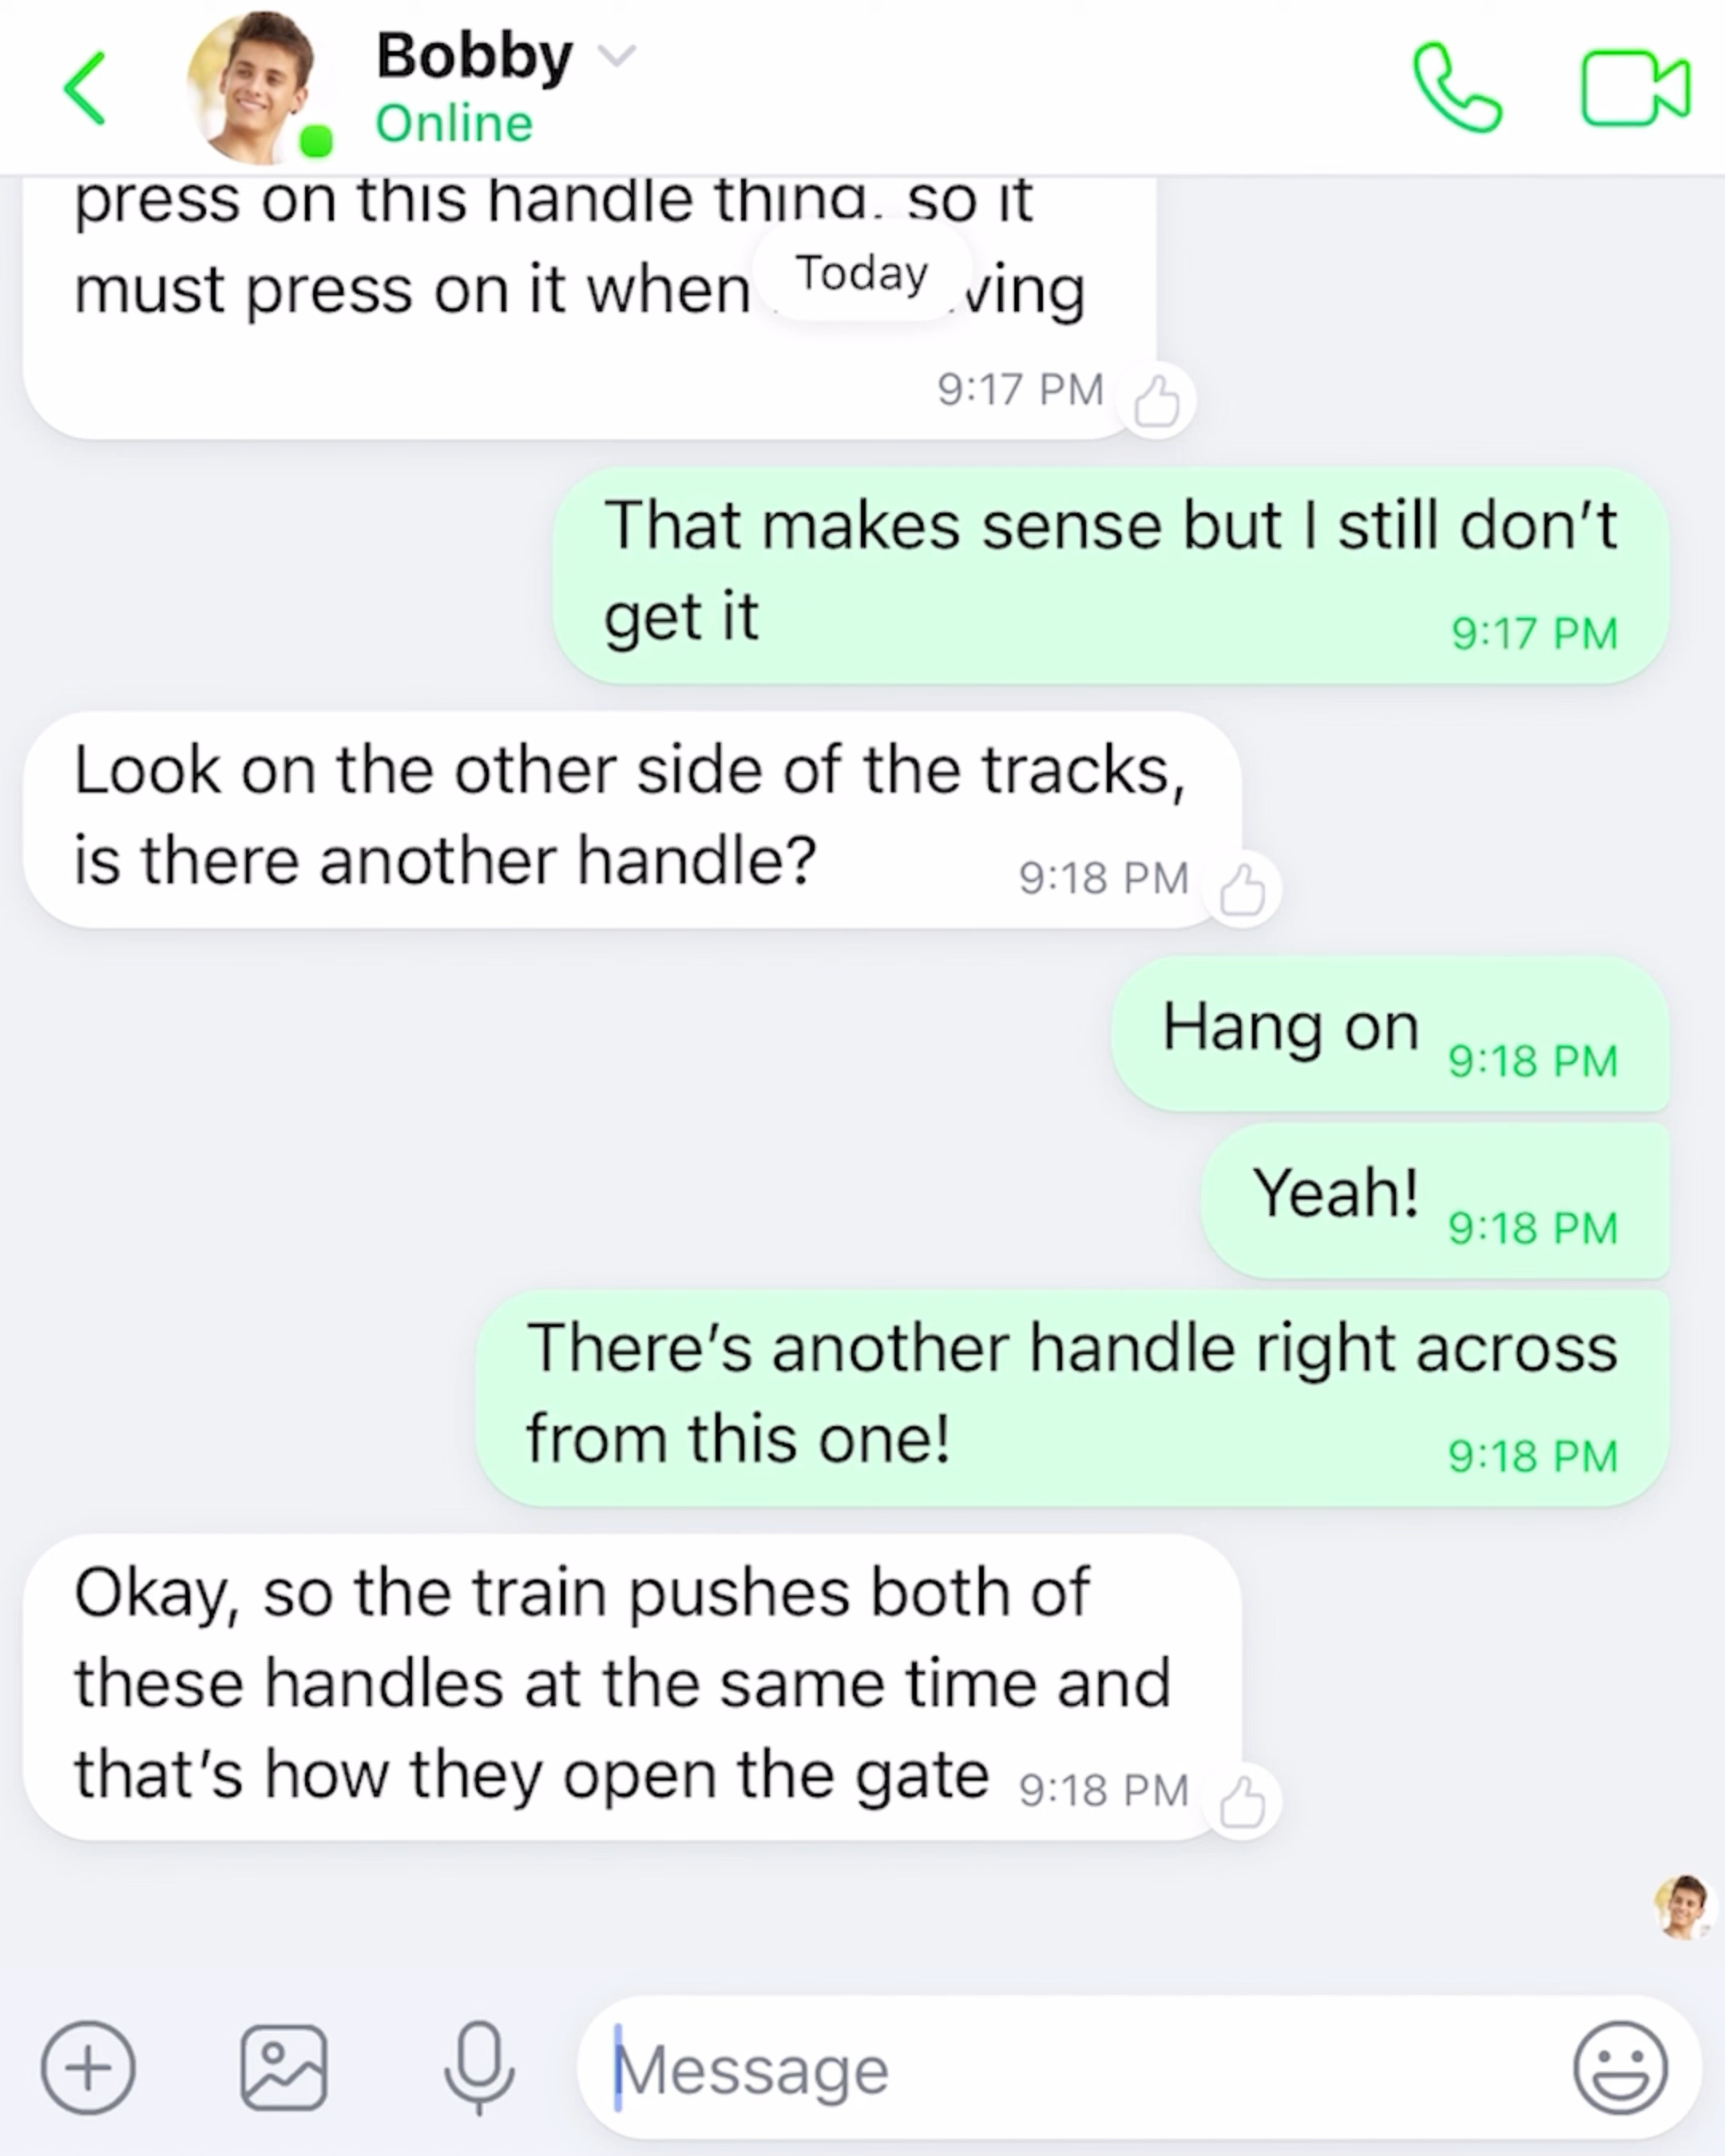 Bobby
Online
press on this handle thing, so it
Today
must press on it when ving
9:17 PM
That makes sense but I still don’t
get it
9:17 PM
Look on the other side of the tracks,
is there another handle?
9:18 PM
Hang on
9:18 PM
Yeah!
9:18 PM
There’s another handle right across
from this one!
9:18 PM
Okay, so the train pushes both of
these handles at the same time and
that’s how they open the gate
9:18 PM
Message